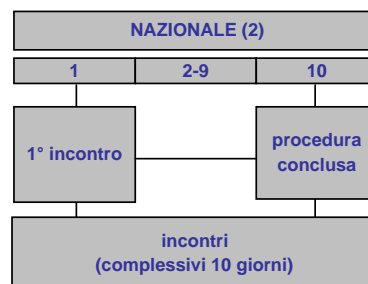 NAZIONALE (2)
1 2-9 10
1° incontro
procedura
conclusa
incontri
(complessivi 10 giorni)